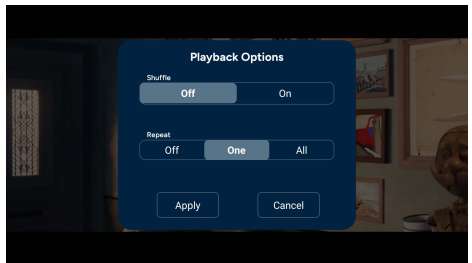 Playback Options
Shuffle
Off On
Repeat
Off One All
Apply Cancel